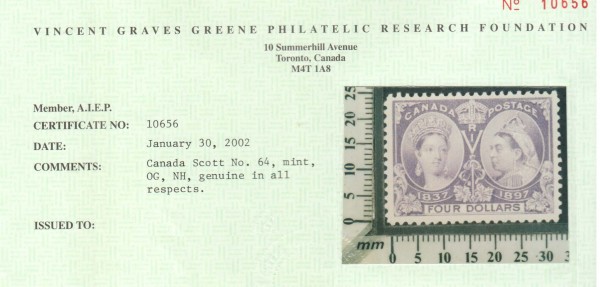 Nº 10656
VINCENT GRAVES GREENE PHILATELIC RESEARCH FOUNDATION
10 Summerhill Avenue
Toronto, Canada
M4T 1A8
Member, A.I.E.P.
CERTIFICATE NO: 10656
DATE: January 30, 2002
COMMENTS: Canada Scott No. 64, mint,
OG, NH, genuine in all
respects.
ISSUED TO:
25
20
15
10
5
0
mm
CANADA POSTAGE
VR
1837 1897
FOUR DOLLARS
0 5 10 15 20 25 30 3